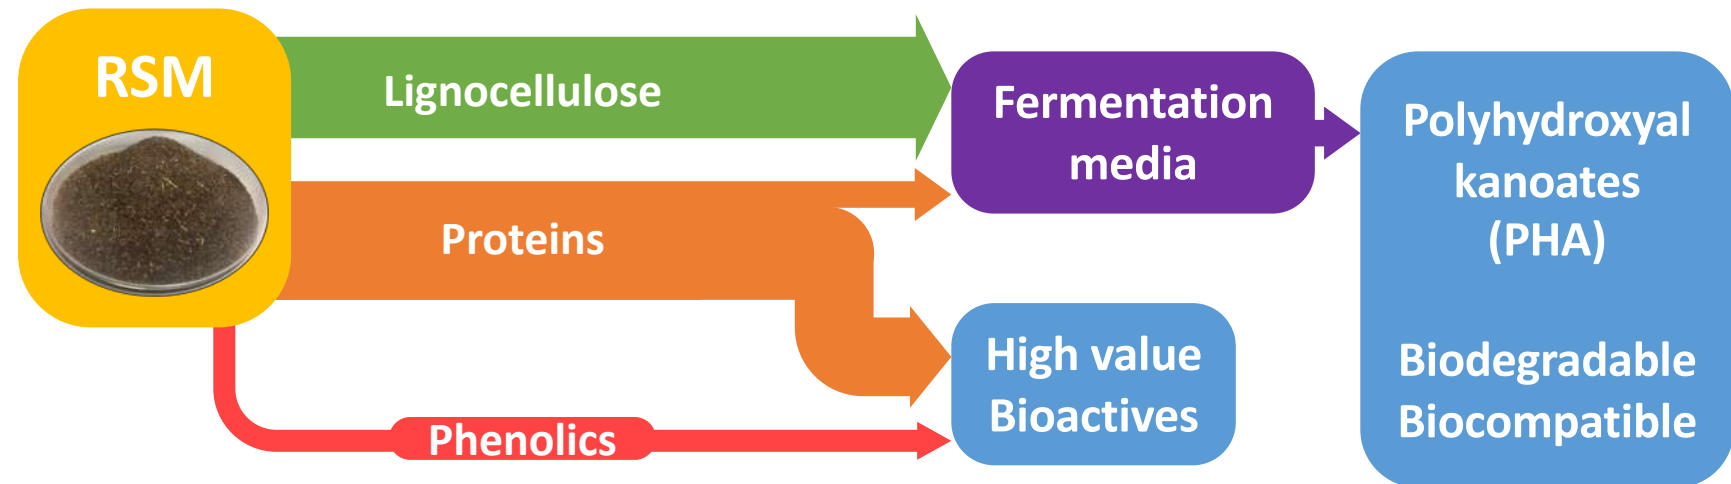 RSM
Lignocellulose
Proteins
Phenolics
Fermentation
media
High value
Bioactives
Polyhydroxyal
kanoates
(PHA)
Biodegradable
Biocompatible